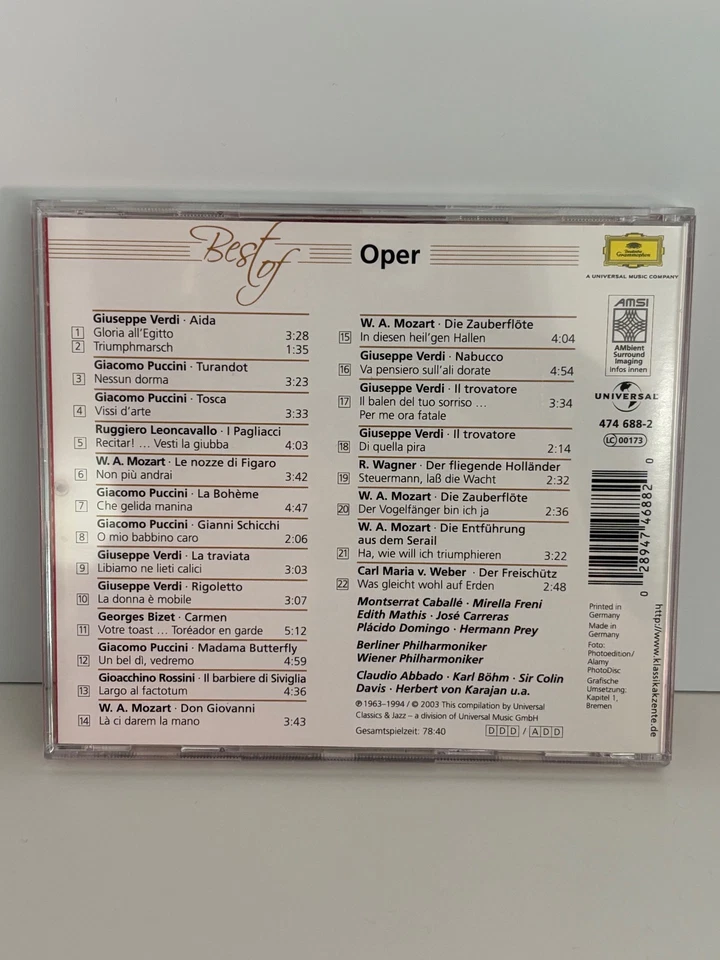 Best of
Oper
Giuseppe Verdi · Aida
1 Gloria all'Egitto 3:28
2 Triumphmarsch 1:35
Giacomo Puccini · Turandot
3 Nessun dorma 3:23
Giacomo Puccini · Tosca
4 Vissi d'arte 3:33
Ruggiero Leoncavallo · I Pagliacci
5 Recitar! ... Vesti la giubba 4:03
W. A. Mozart · Le nozze di Figaro
6 Non più andrai 3:42
Giacomo Puccini · La Bohème
7 Che gelida manina 4:47
Giacomo Puccini · Gianni Schicchi
8 O mio babbino caro 2:06
Giuseppe Verdi · La traviata
9 Libiamo ne lieti calici 3:03
Giuseppe Verdi · Rigoletto
10 La donna è mobile 3:07
Georges Bizet · Carmen
11 Votre toast ... Toréador en garde 5:12
Giacomo Puccini · Madama Butterfly
12 Un bel dì, vedremo 4:59
Gioacchino Rossini · Il barbiere di Siviglia
13 Largo al factotum 4:36
W. A. Mozart · Don Giovanni
14 Là ci darem la mano 3:43
W. A. Mozart · Die Zauberflöte
15 In diesen heil'gen Hallen 4:04
Giuseppe Verdi · Nabucco
16 Va pensiero sull'ali dorate 4:54
Giuseppe Verdi · Il trovatore
17 Il balen del tuo sorriso ... 3:34
Per me ora fatale
Giuseppe Verdi · Il trovatore
18 Di quella pira 2:14
R. Wagner · Der fliegende Holländer
19 Steuermann, laß die Wacht 2:32
W. A. Mozart · Die Zauberflöte
20 Der Vogelfänger bin ich ja 2:36
W. A. Mozart · Die Entführung
aus dem Serail
21 Ha, wie will ich triumphieren 3:22
Carl Maria v. Weber · Der Freischütz
22 Was gleicht wohl auf Erden 2:48
Montserrat Caballé · Mirella Freni
Edith Mathis · José Carreras
Plácido Domingo · Hermann Prey
Berliner Philharmoniker
Wiener Philharmoniker
Claudio Abbado · Karl Böhm · Sir Colin
Davis · Herbert von Karajan u.a.
℗ 1963–1994 / © 2003 This compilation by Universal
Classics & Jazz – a division of Universal Music GmbH
Gesamtspielzeit: 78:40 DDD / ADD
Deutsche
Grammophon
A UNIVERSAL MUSIC COMPANY
AMSI
AMbient
Surround
Imaging
Infos innen
UNIVERSAL
474 688-2
LC 00173
0 28947 46882 0
Printed in
Germany
Made in
Germany
Foto:
Photoedition/
Alamy
PhotoDisc
Grafische
Umsetzung:
Kapitel 1,
Bremen
http://www.klassikakzente.de